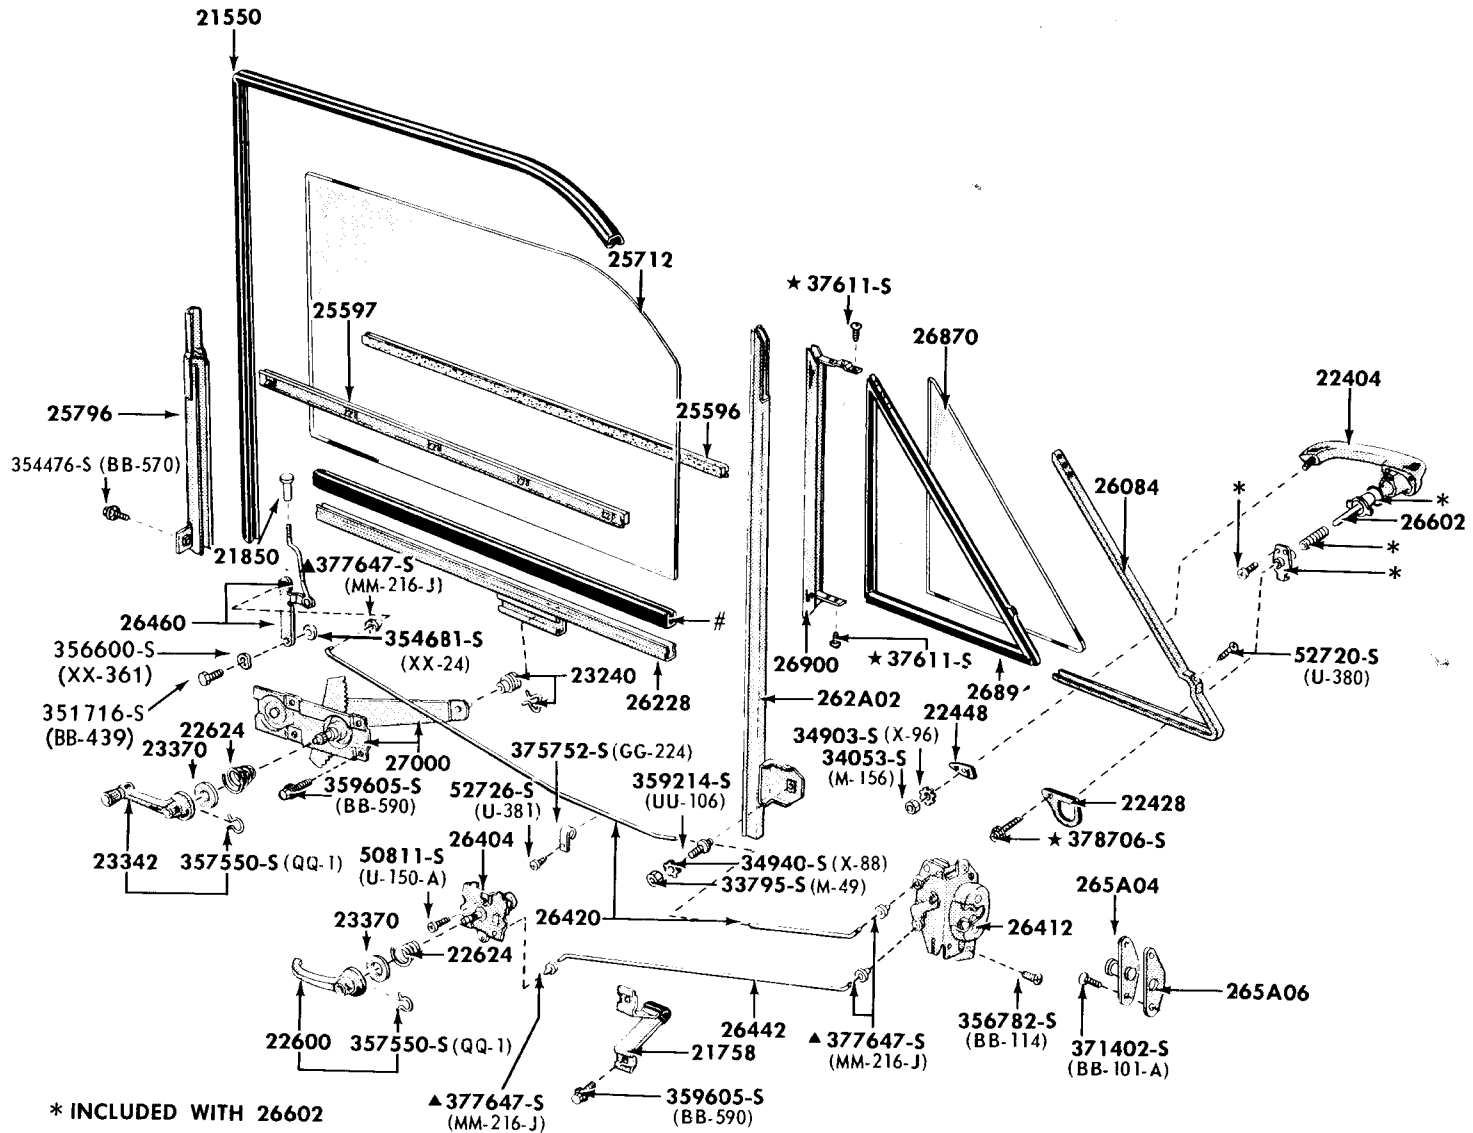 21550
25712
★ 37611-S
25597
26870
22404
25796
25596
354476-S (BB-570)
26084
*
*
26602
*
*
21850
▲377647-S
(MM-216-J)
26460
354681-S
(XX-24)
#
356600-S
(XX-361)
23240
26900
★ 37611-S
52720-S
(U-380)
351716-S
(BB-439)
26228
262A02
2689
22624
23370
27000
375752-S (GG-224)
22448
34903-S (X-96)
34053-S
(M-156)
359605-S
(BB-590)
52726-S
(U-381)
359214-S
(UU-106)
22428
★ 378706-S
23342
357550-S (QQ-1)
50811-S
(U-150-A)
26404
34940-S (X-88)
33795-S (M-49)
265A04
23370
26420
26412
22624
265A06
22600
357550-S (QQ-1)
26442
21758
▲377647-S
(MM-216-J)
356782-S
(BB-114)
371402-S
(BB-101-A)
* INCLUDED WITH 26602
▲377647-S
(MM-216-J)
359605-S
(BB-590)